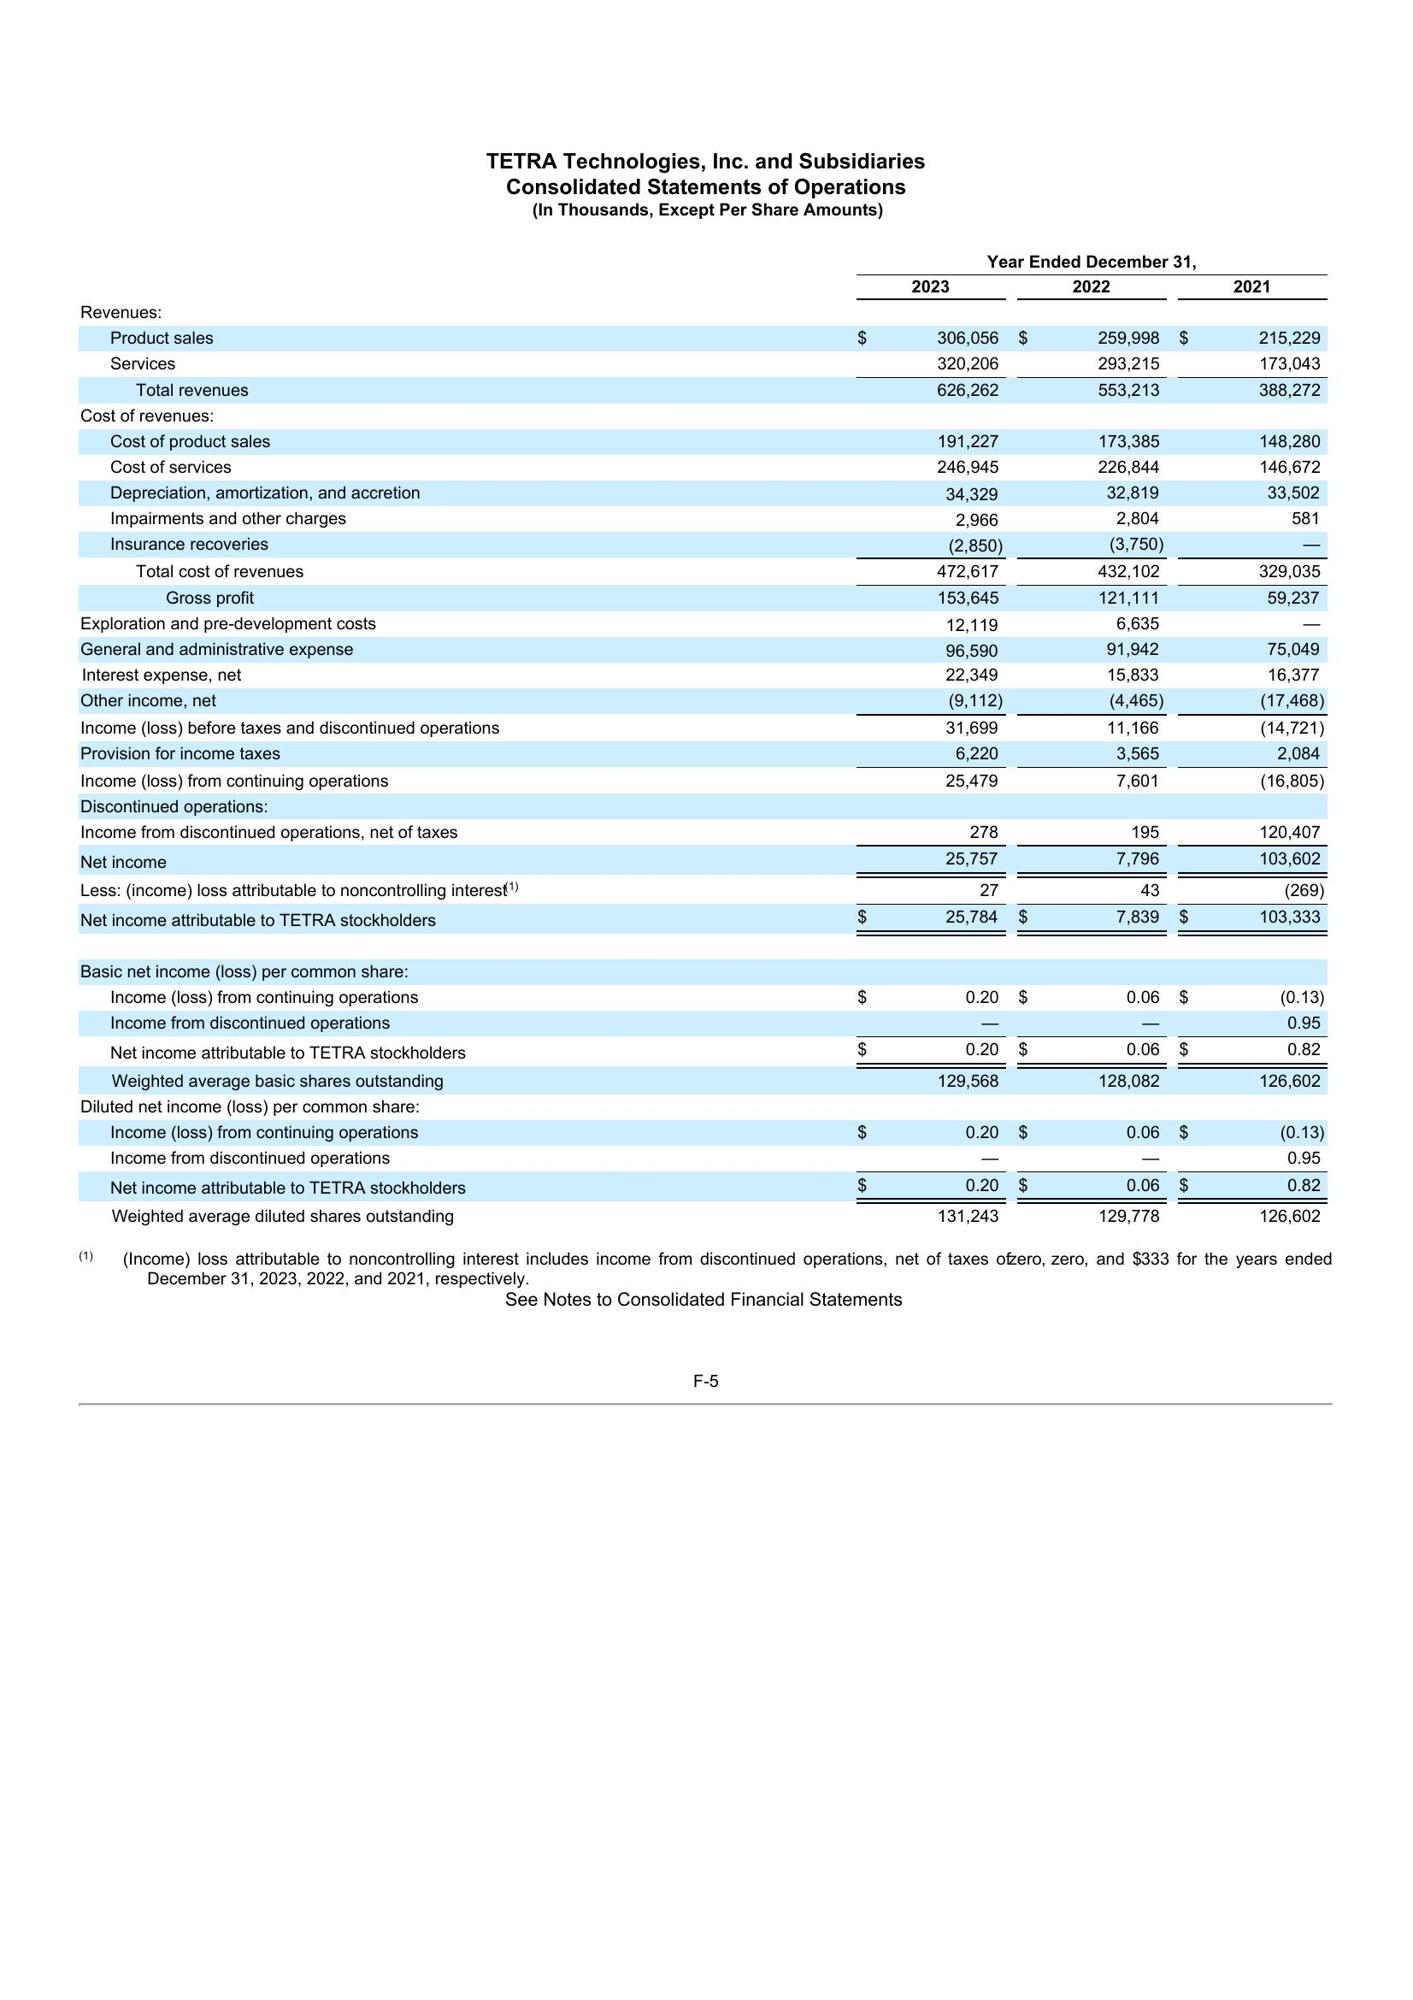 TETRA Technologies, Inc. and Subsidiaries
Consolidated Statements of Operations
(In Thousands, Except Per Share Amounts)
Year Ended December 31,
2023 2022 2021
Revenues:
Product sales $ 306,056 $ 259,998 $ 215,229
Services 320,206 293,215 173,043
Total revenues 626,262 553,213 388,272
Cost of revenues:
Cost of product sales 191,227 173,385 148,280
Cost of services 246,945 226,844 146,672
Depreciation, amortization, and accretion 34,329 32,819 33,502
Impairments and other charges 2,966 2,804 581
Insurance recoveries (2,850) (3,750) —
Total cost of revenues 472,617 432,102 329,035
Gross profit 153,645 121,111 59,237
Exploration and pre-development costs 12,119 6,635 —
General and administrative expense 96,590 91,942 75,049
Interest expense, net 22,349 15,833 16,377
Other income, net (9,112) (4,465) (17,468)
Income (loss) before taxes and discontinued operations 31,699 11,166 (14,721)
Provision for income taxes 6,220 3,565 2,084
Income (loss) from continuing operations 25,479 7,601 (16,805)
Discontinued operations:
Income from discontinued operations, net of taxes 278 195 120,407
Net income 25,757 7,796 103,602
Less: (income) loss attributable to noncontrolling interest(1) 27 43 (269)
Net income attributable to TETRA stockholders $ 25,784 $ 7,839 $ 103,333
Basic net income (loss) per common share:
Income (loss) from continuing operations $ 0.20 $ 0.06 $ (0.13)
Income from discontinued operations — — 0.95
Net income attributable to TETRA stockholders $ 0.20 $ 0.06 $ 0.82
Weighted average basic shares outstanding 129,568 128,082 126,602
Diluted net income (loss) per common share:
Income (loss) from continuing operations $ 0.20 $ 0.06 $ (0.13)
Income from discontinued operations — — 0.95
Net income attributable to TETRA stockholders $ 0.20 $ 0.06 $ 0.82
Weighted average diluted shares outstanding 131,243 129,778 126,602
(1) (Income) loss attributable to noncontrolling interest includes income from discontinued operations, net of taxes of zero, zero, and $333 for the years ended
December 31, 2023, 2022, and 2021, respectively.
See Notes to Consolidated Financial Statements
F-5